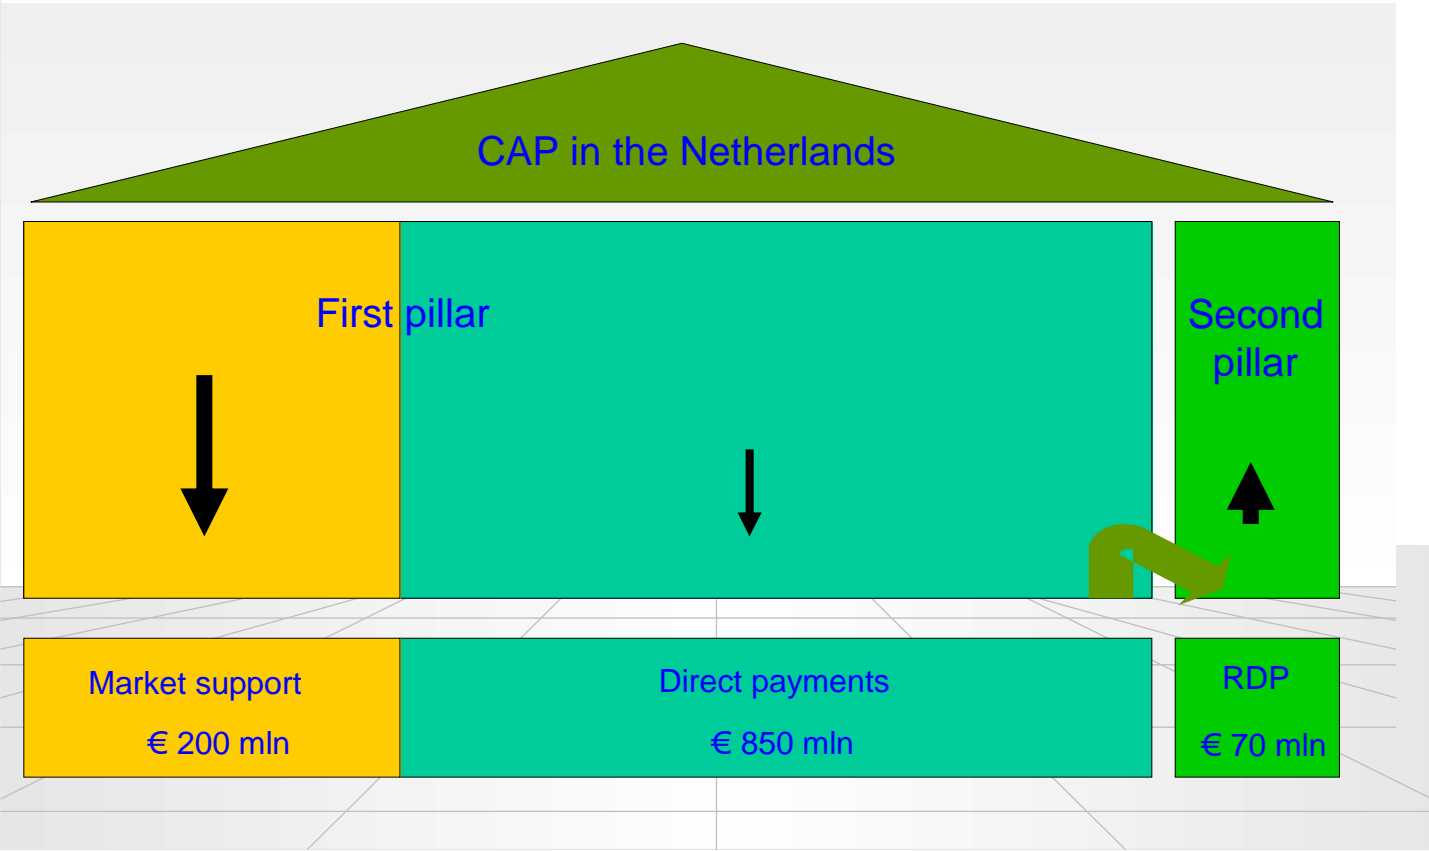 CAP in the Netherlands
First pillar
Second
pillar
Market support
€ 200 mln
Direct payments
€ 850 mln
RDP
€ 70 mln